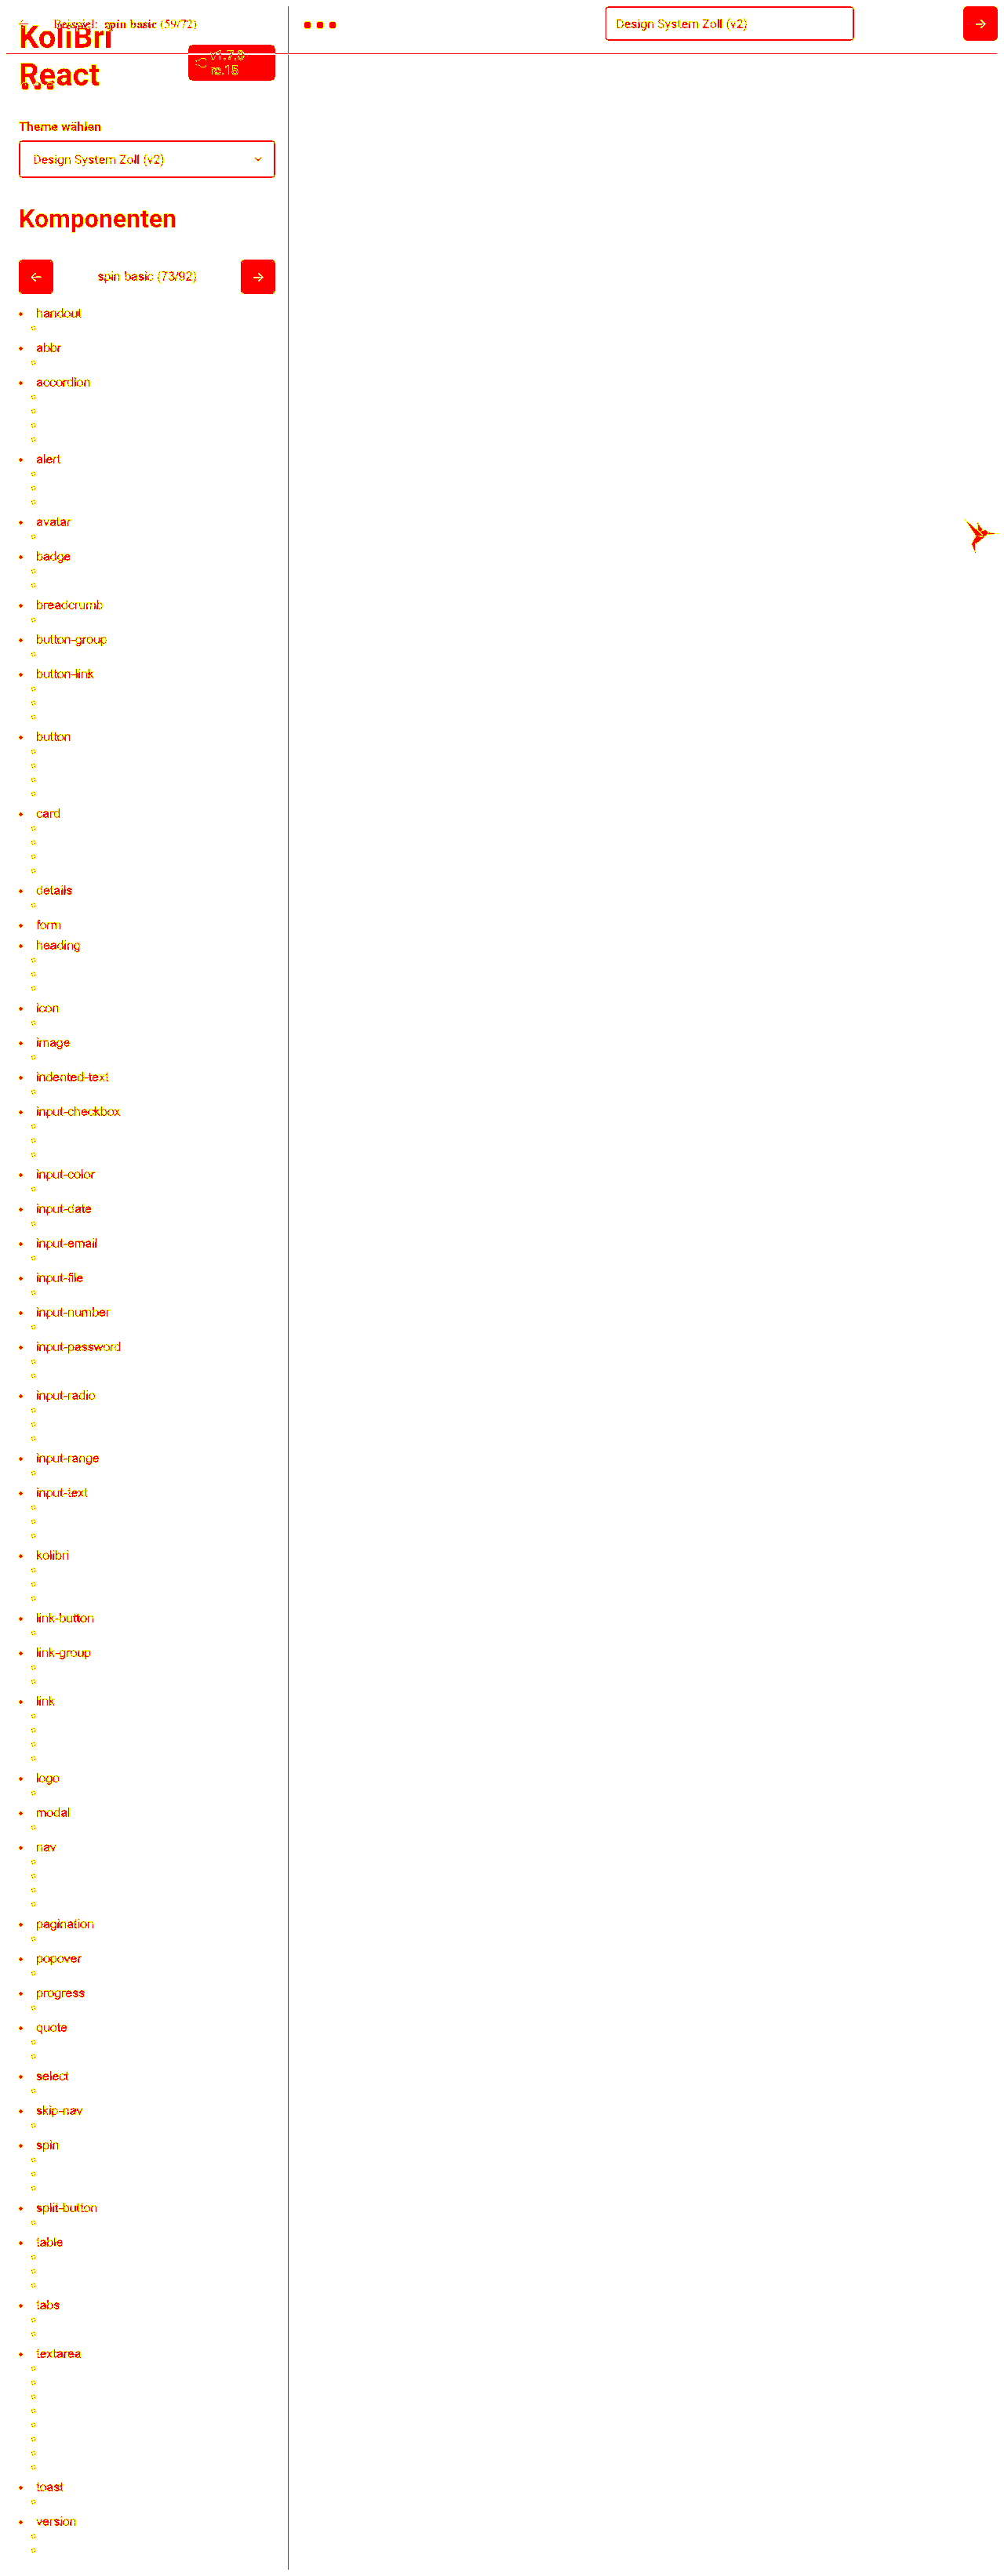 Beispiel: spin basic (59/72)
Design System Zoll (v2)
KoliBri
React
v1.7.0-
rc.15
Theme wählen
Design System Zoll (v2)
Komponenten
spin basic (73/92)
handout
abbr
accordion
alert
avatar
badge
breadcrumb
button-group
button-link
button
card
details
form
heading
icon
image
indented-text
input-checkbox
input-color
input-date
input-email
input-file
input-number
input-password
input-radio
input-range
input-text
kolibri
link-button
link-group
link
logo
modal
nav
pagination
popover
progress
quote
select
skip-nav
spin
split-button
table
tabs
textarea
toast
version